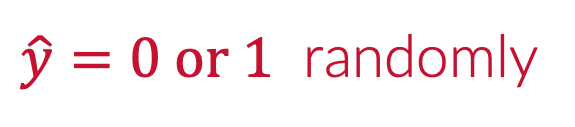 ŷ = 0 or 1 randomly